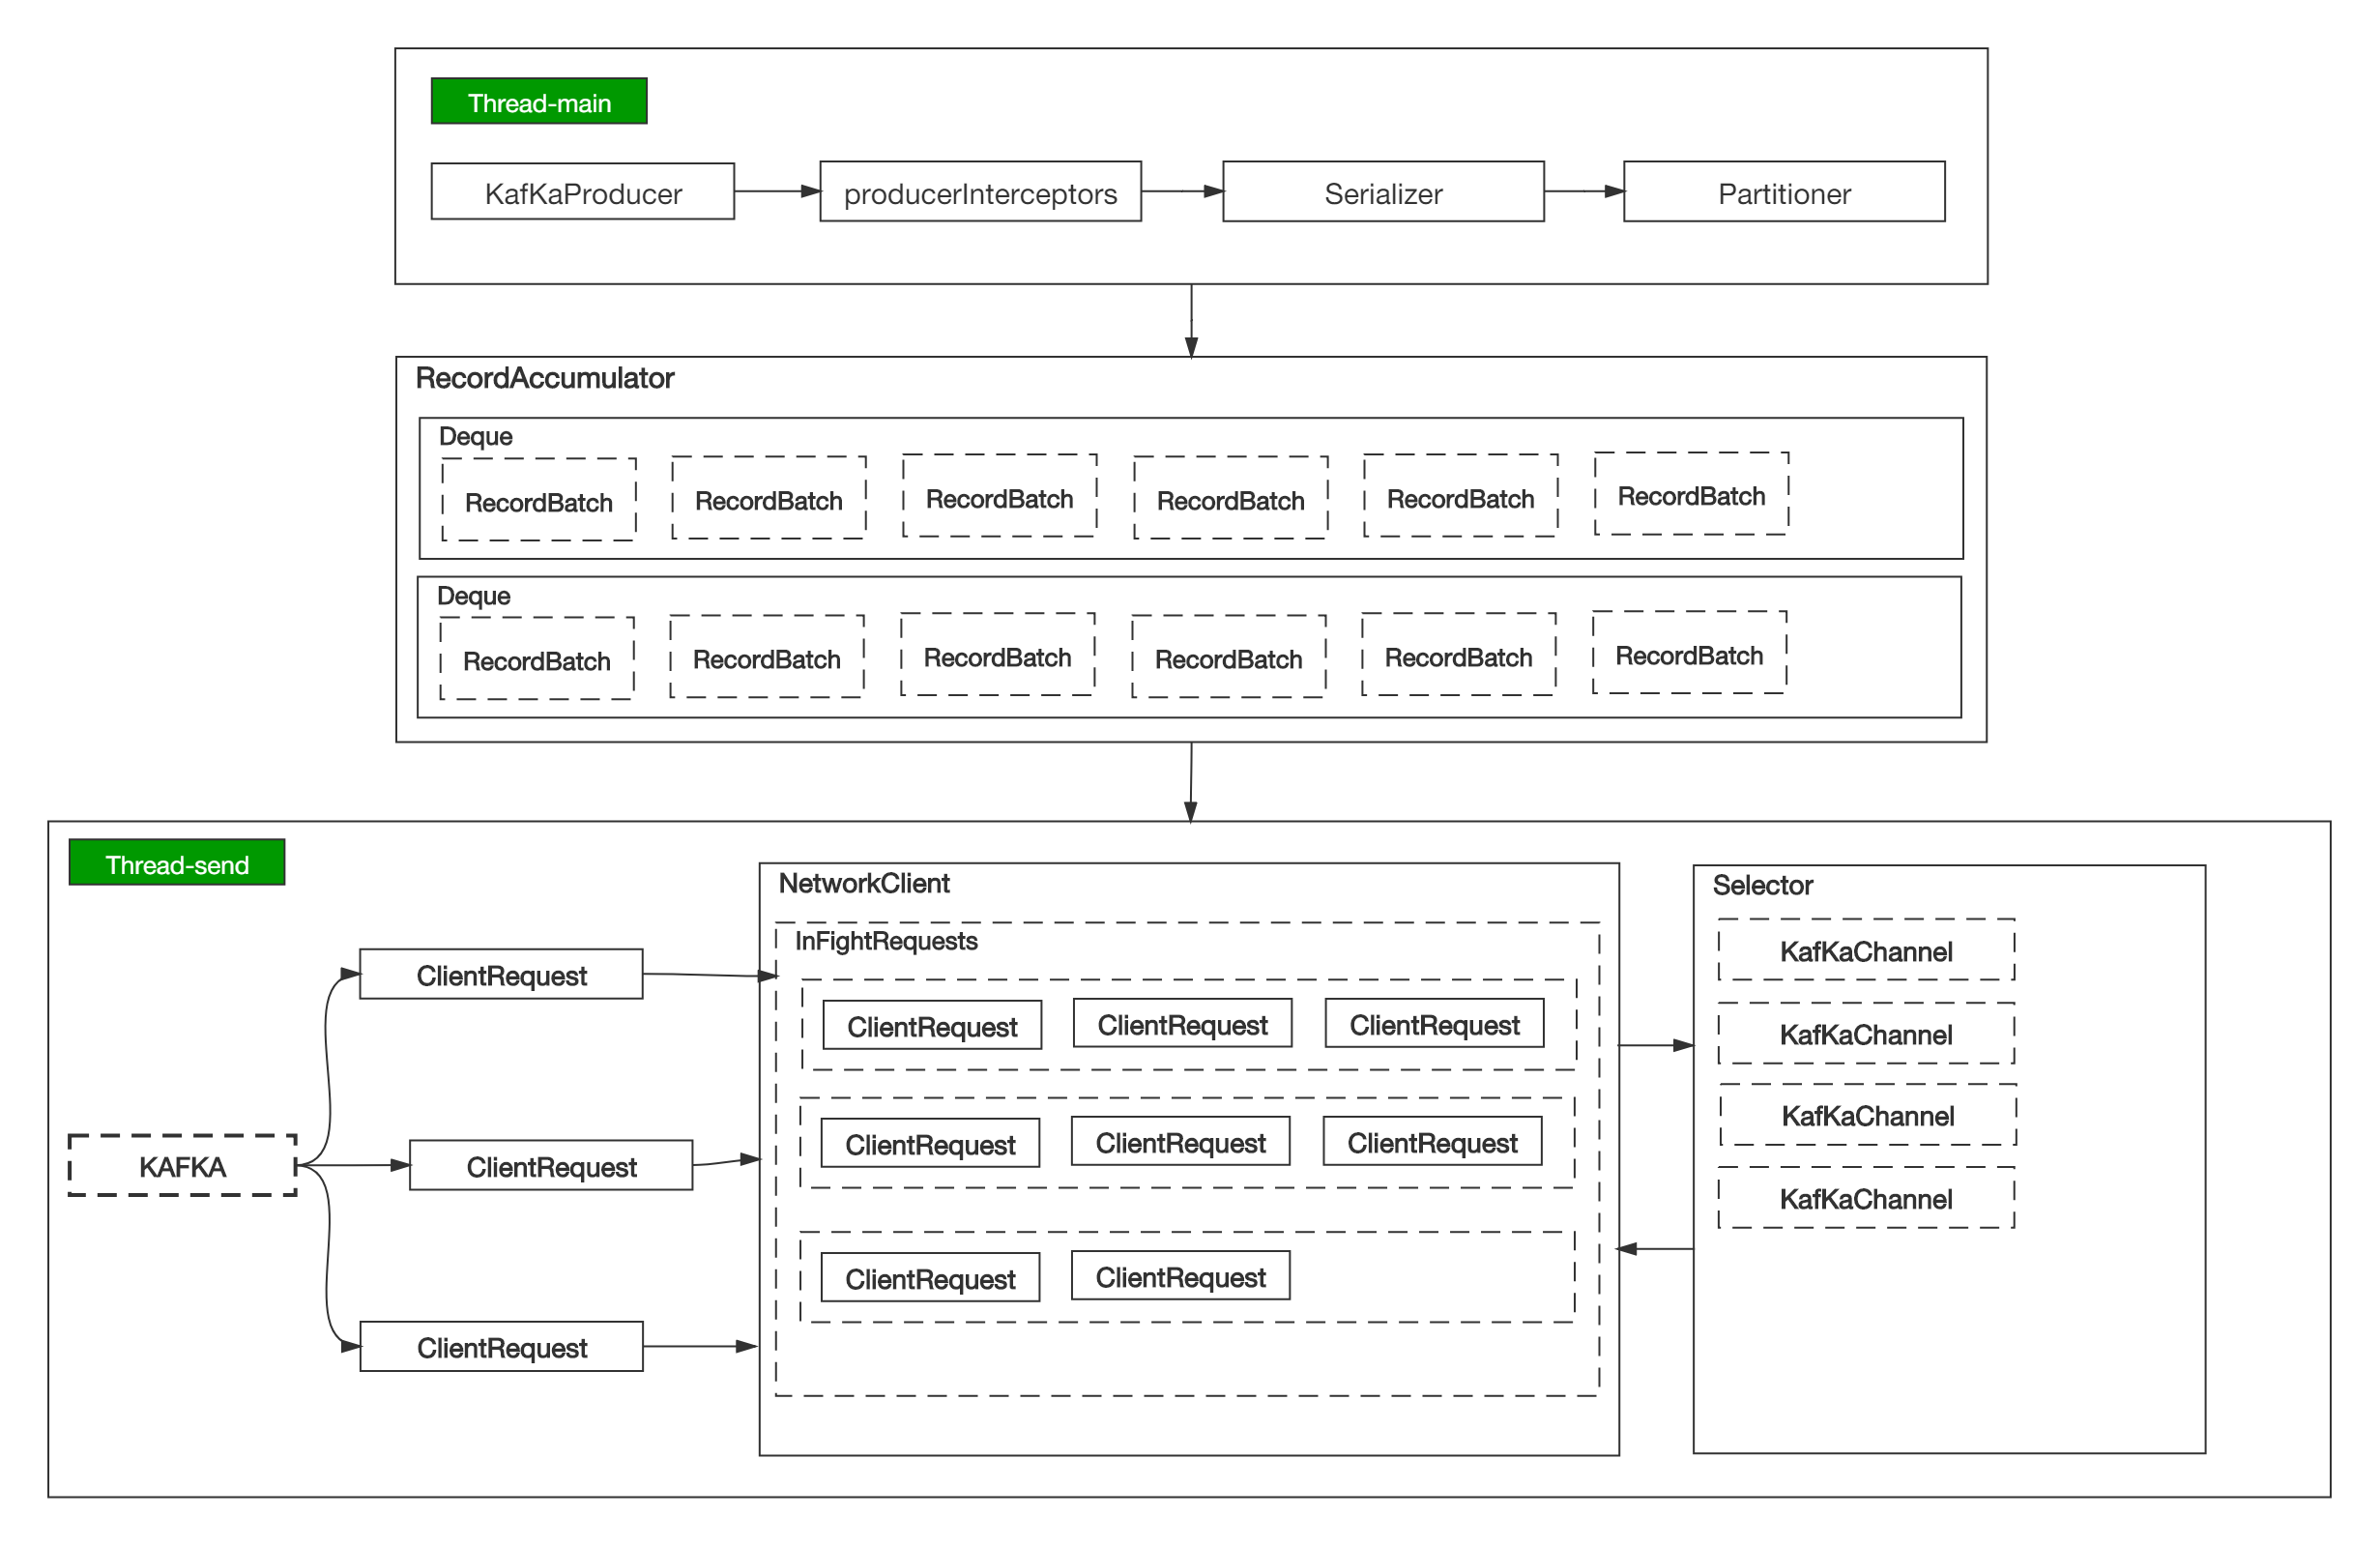 Thread-main
KafKaProducer
producerInterceptors
Serializer
Partitioner
RecordAccumulator
Deque
RecordBatch
RecordBatch
RecordBatch
RecordBatch
RecordBatch
RecordBatch
Deque
RecordBatch
RecordBatch
RecordBatch
RecordBatch
RecordBatch
RecordBatch
Thread-send
KAFKA
ClientRequest
ClientRequest
ClientRequest
NetworkClient
InFightRequests
ClientRequest
ClientRequest
ClientRequest
ClientRequest
ClientRequest
ClientRequest
ClientRequest
ClientRequest
Selector
KafKaChannel
KafKaChannel
KafKaChannel
KafKaChannel